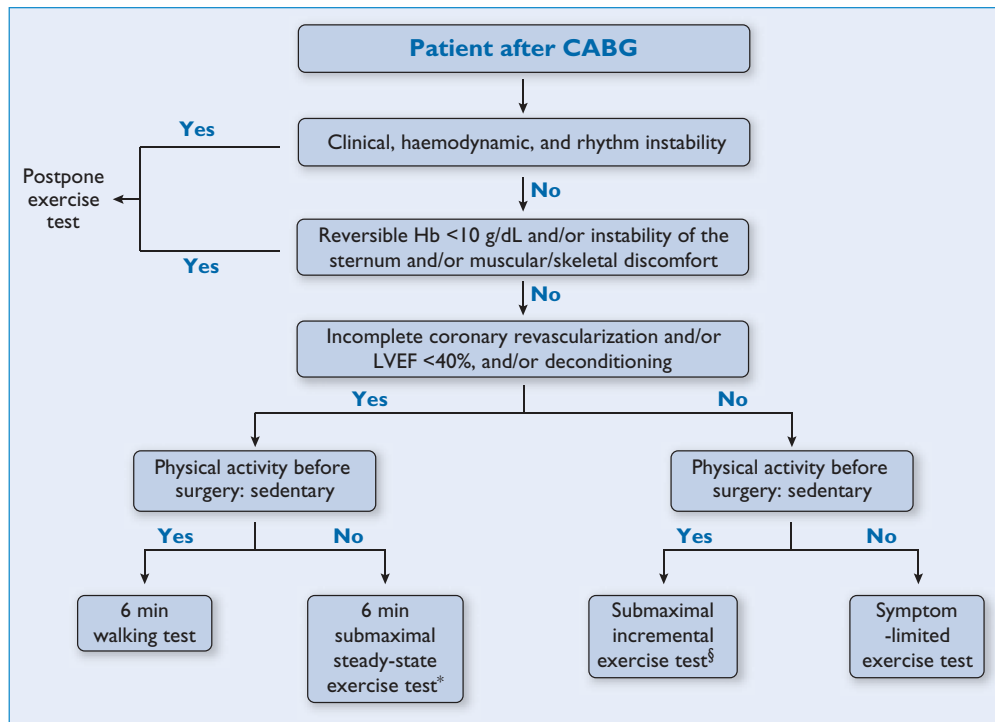 Patient after CABG
Yes
Clinical, haemodynamic, and rhythm instability
Postpone
exercise
test
No
Reversible Hb <10 g/dL and/or instability of the
sternum and/or muscular/skeletal discomfort
Yes
No
Incomplete coronary revascularization and/or
LVEF <40%, and/or deconditioning
Yes
No
Physical activity before
surgery: sedentary
Physical activity before
surgery: sedentary
Yes
No
Yes
No
6 min
walking test
6 min
submaximal
steady-state
exercise test*
Submaximal
incremental
exercise test§
Symptom
-limited
exercise test